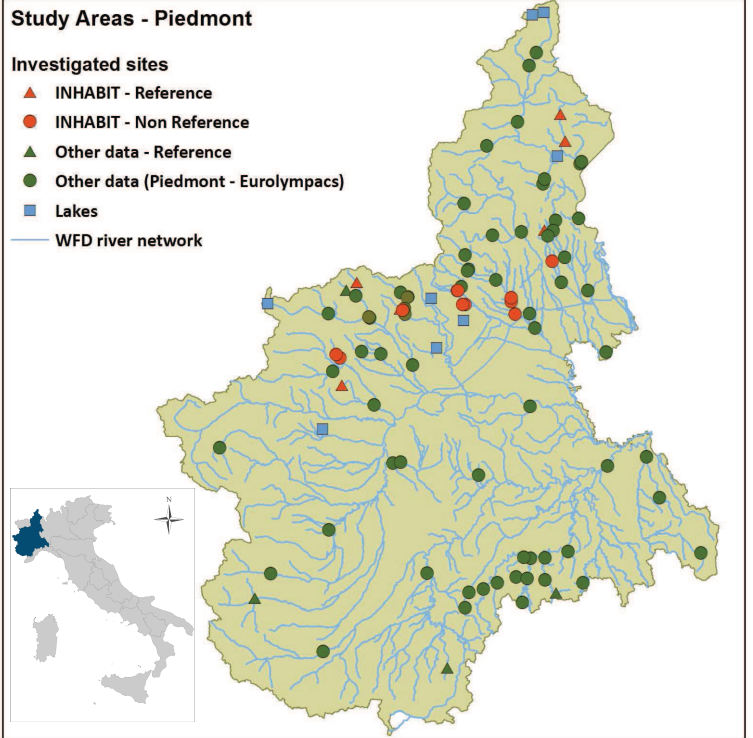 Study Areas - Piedmont
Investigated sites
INHABIT - Reference
INHABIT - Non Reference
Other data - Reference
Other data (Piedmont - Eurolympacs)
Lakes
WFD river network
N